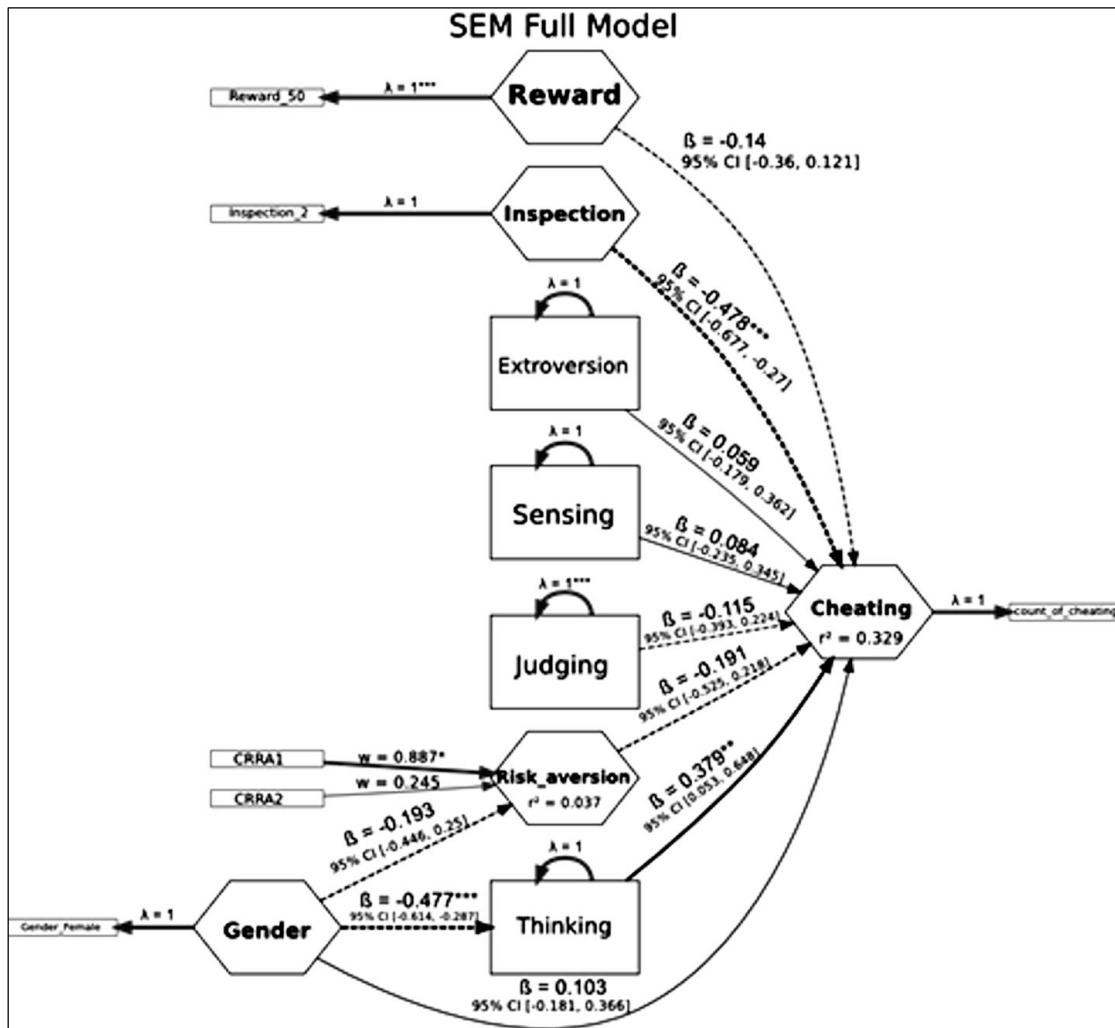 SEM Full Model
Reward
λ = 1***
Reward_50
ß = -0.14
95% CI [-0.36, 0.121]
Inspection
λ = 1
Inspection_2
ß = -0.478***
95% CI [-0.677, -0.27]
λ = 1
Extroversion
ß = 0.059
95% CI [-0.179, 0.362]
λ = 1
Sensing
ß = 0.084
95% CI [-0.235, 0.345]
Cheating
r² = 0.329
λ = 1
count_of_cheating
λ = 1***
Judging
ß = -0.115
95% CI [-0.393, 0.224]
ß = -0.191
95% CI [-0.525, 0.218]
CRRA1
w = 0.887*
CRRA2
w = 0.245
Risk_aversion
r² = 0.037
ß = -0.193
95% CI [-0.446, 0.25]
ß = 0.379**
95% CI [0.053, 0.648]
λ = 1
Thinking
ß = -0.477***
95% CI [-0.614, -0.287]
Gender
λ = 1
Gender_Female
ß = 0.103
95% CI [-0.181, 0.366]